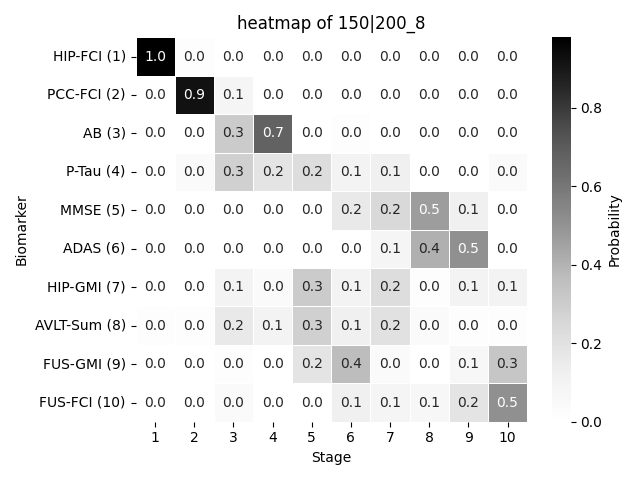 heatmap of 150|200_8
HIP-FCI (1) 1.0 0.0 0.0 0.0 0.0 0.0 0.0 0.0 0.0 0.0
PCC-FCI (2) 0.0 0.9 0.1 0.0 0.0 0.0 0.0 0.0 0.0 0.0
AB (3) 0.0 0.0 0.3 0.7 0.0 0.0 0.0 0.0 0.0 0.0
P-Tau (4) 0.0 0.0 0.3 0.2 0.2 0.1 0.1 0.0 0.0 0.0
MMSE (5) 0.0 0.0 0.0 0.0 0.0 0.2 0.2 0.5 0.1 0.0
ADAS (6) 0.0 0.0 0.0 0.0 0.0 0.0 0.1 0.4 0.5 0.0
HIP-GMI (7) 0.0 0.0 0.1 0.0 0.3 0.1 0.2 0.0 0.1 0.1
AVLT-Sum (8) 0.0 0.0 0.2 0.1 0.3 0.1 0.2 0.0 0.0 0.0
FUS-GMI (9) 0.0 0.0 0.0 0.0 0.2 0.4 0.0 0.0 0.1 0.3
FUS-FCI (10) 0.0 0.0 0.0 0.0 0.0 0.1 0.1 0.1 0.2 0.5
1 2 3 4 5 6 7 8 9 10
Stage
Biomarker
0.8
0.6
0.4
0.2
0.0
Probability